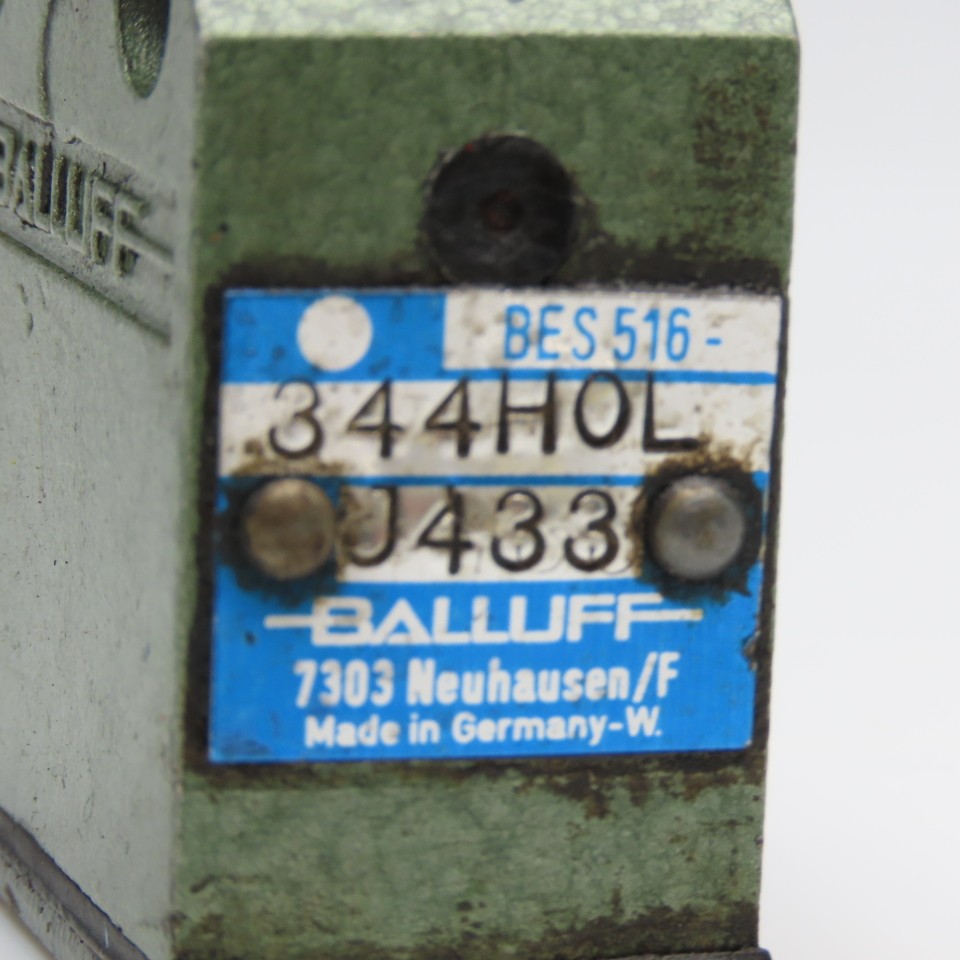 BALLUFF
BES 516 -
344H0L
J433
BALLUFF
7303 Neuhausen/F
Made in Germany-W.